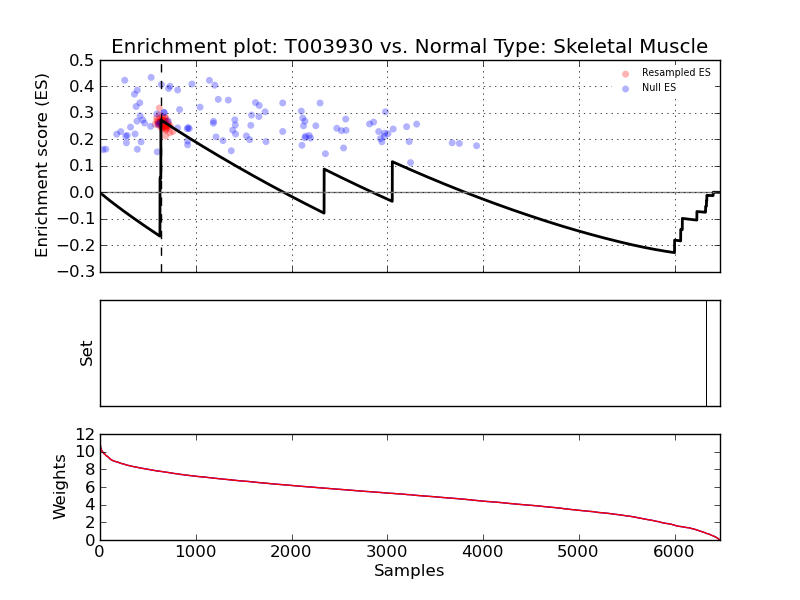 Enrichment plot: T003930 vs. Normal Type: Skeletal Muscle
Enrichment score (ES)
0.5
0.4
0.3
0.2
0.1
0.0
−0.1
−0.2
−0.3
Resampled ES
Null ES
Set
Weights
12
10
8
6
4
2
0
0 1000 2000 3000 4000 5000 6000
Samples